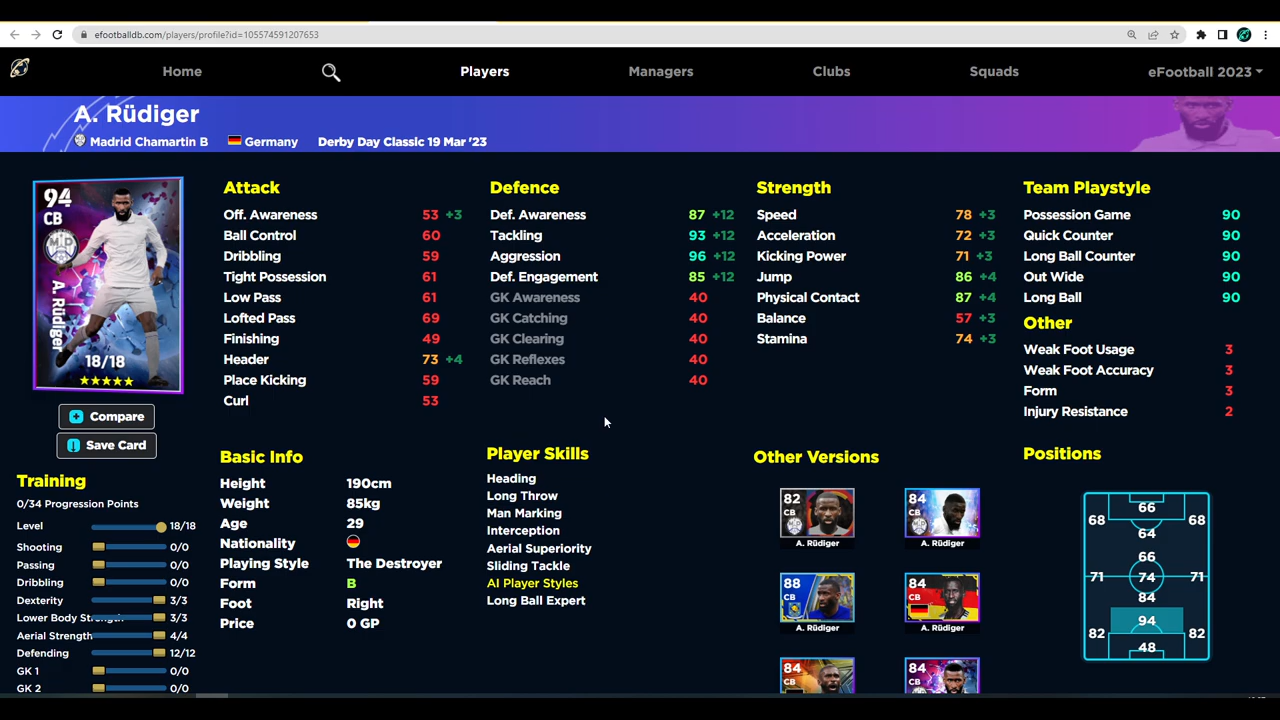 efootballdb.com/players/profile?id=105574591207653
Home
Players
Managers
Clubs
Squads
eFootball 2023
A. Rüdiger
Madrid Chamartin B
Germany
Derby Day Classic 19 Mar '23
94
CB
MD
A. Rüdiger
18/18
Compare
Save Card
Training
0/34 Progression Points
Level 18/18
Shooting 0/0
Passing 0/0
Dribbling 0/0
Dexterity 3/3
Lower Body Strength 3/3
Aerial Strength 4/4
Defending 12/12
GK 1 0/0
GK 2 0/0
Attack
Off. Awareness 53 +3
Ball Control 60
Dribbling 59
Tight Possession 61
Low Pass 61
Lofted Pass 69
Finishing 49
Header 73 +4
Place Kicking 59
Curl 53
Defence
Def. Awareness 87 +12
Tackling 93 +12
Aggression 96 +12
Def. Engagement 85 +12
GK Awareness 40
GK Catching 40
GK Clearing 40
GK Reflexes 40
GK Reach 40
Strength
Speed 78 +3
Acceleration 72 +3
Kicking Power 71 +3
Jump 86 +4
Physical Contact 87 +4
Balance 57 +3
Stamina 74 +3
Team Playstyle
Possession Game 90
Quick Counter 90
Long Ball Counter 90
Out Wide 90
Long Ball 90
Other
Weak Foot Usage 3
Weak Foot Accuracy 3
Form 3
Injury Resistance 2
Basic Info
Height 190cm
Weight 85kg
Age 29
Nationality
Playing Style The Destroyer
Form B
Foot Right
Price 0 GP
Player Skills
Heading
Long Throw
Man Marking
Interception
Aerial Superiority
Sliding Tackle
AI Player Styles
Long Ball Expert
Other Versions
82
CB
A. Rüdiger
84
CB
A. Rüdiger
88
CB
A. Rüdiger
84
CB
A. Rüdiger
84
CB
84
CB
Positions
66
68 68
64
66
71 74 71
84
94
82 82
48